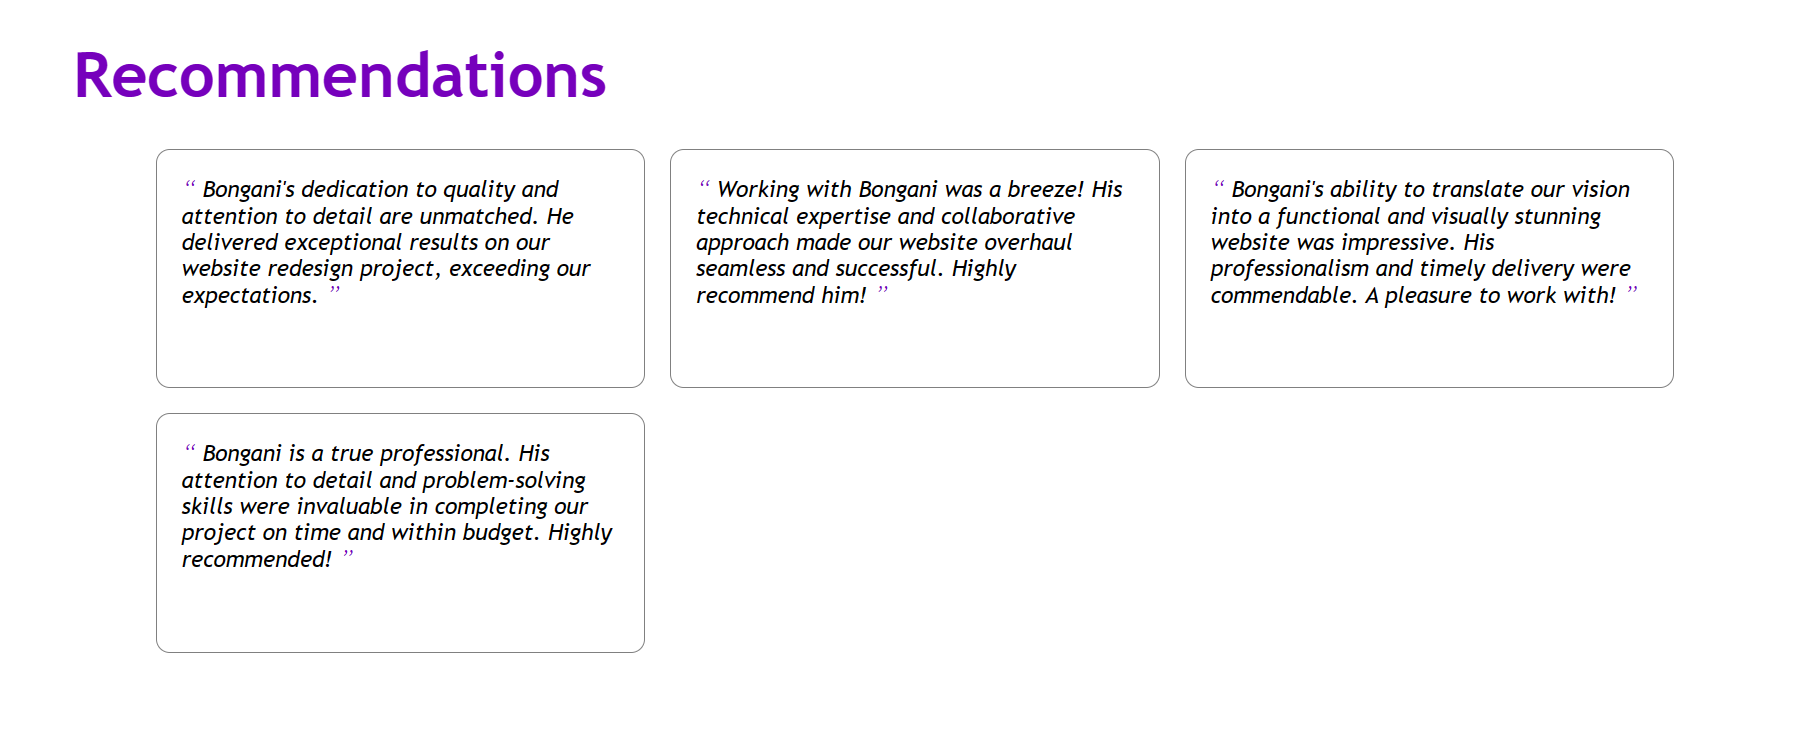 Recommendations
“ Bongani's dedication to quality and
attention to detail are unmatched. He
delivered exceptional results on our
website redesign project, exceeding our
expectations. ”
“ Working with Bongani was a breeze! His
technical expertise and collaborative
approach made our website overhaul
seamless and successful. Highly
recommend him! ”
“ Bongani's ability to translate our vision
into a functional and visually stunning
website was impressive. His
professionalism and timely delivery were
commendable. A pleasure to work with! ”
“ Bongani is a true professional. His
attention to detail and problem-solving
skills were invaluable in completing our
project on time and within budget. Highly
recommended! ”